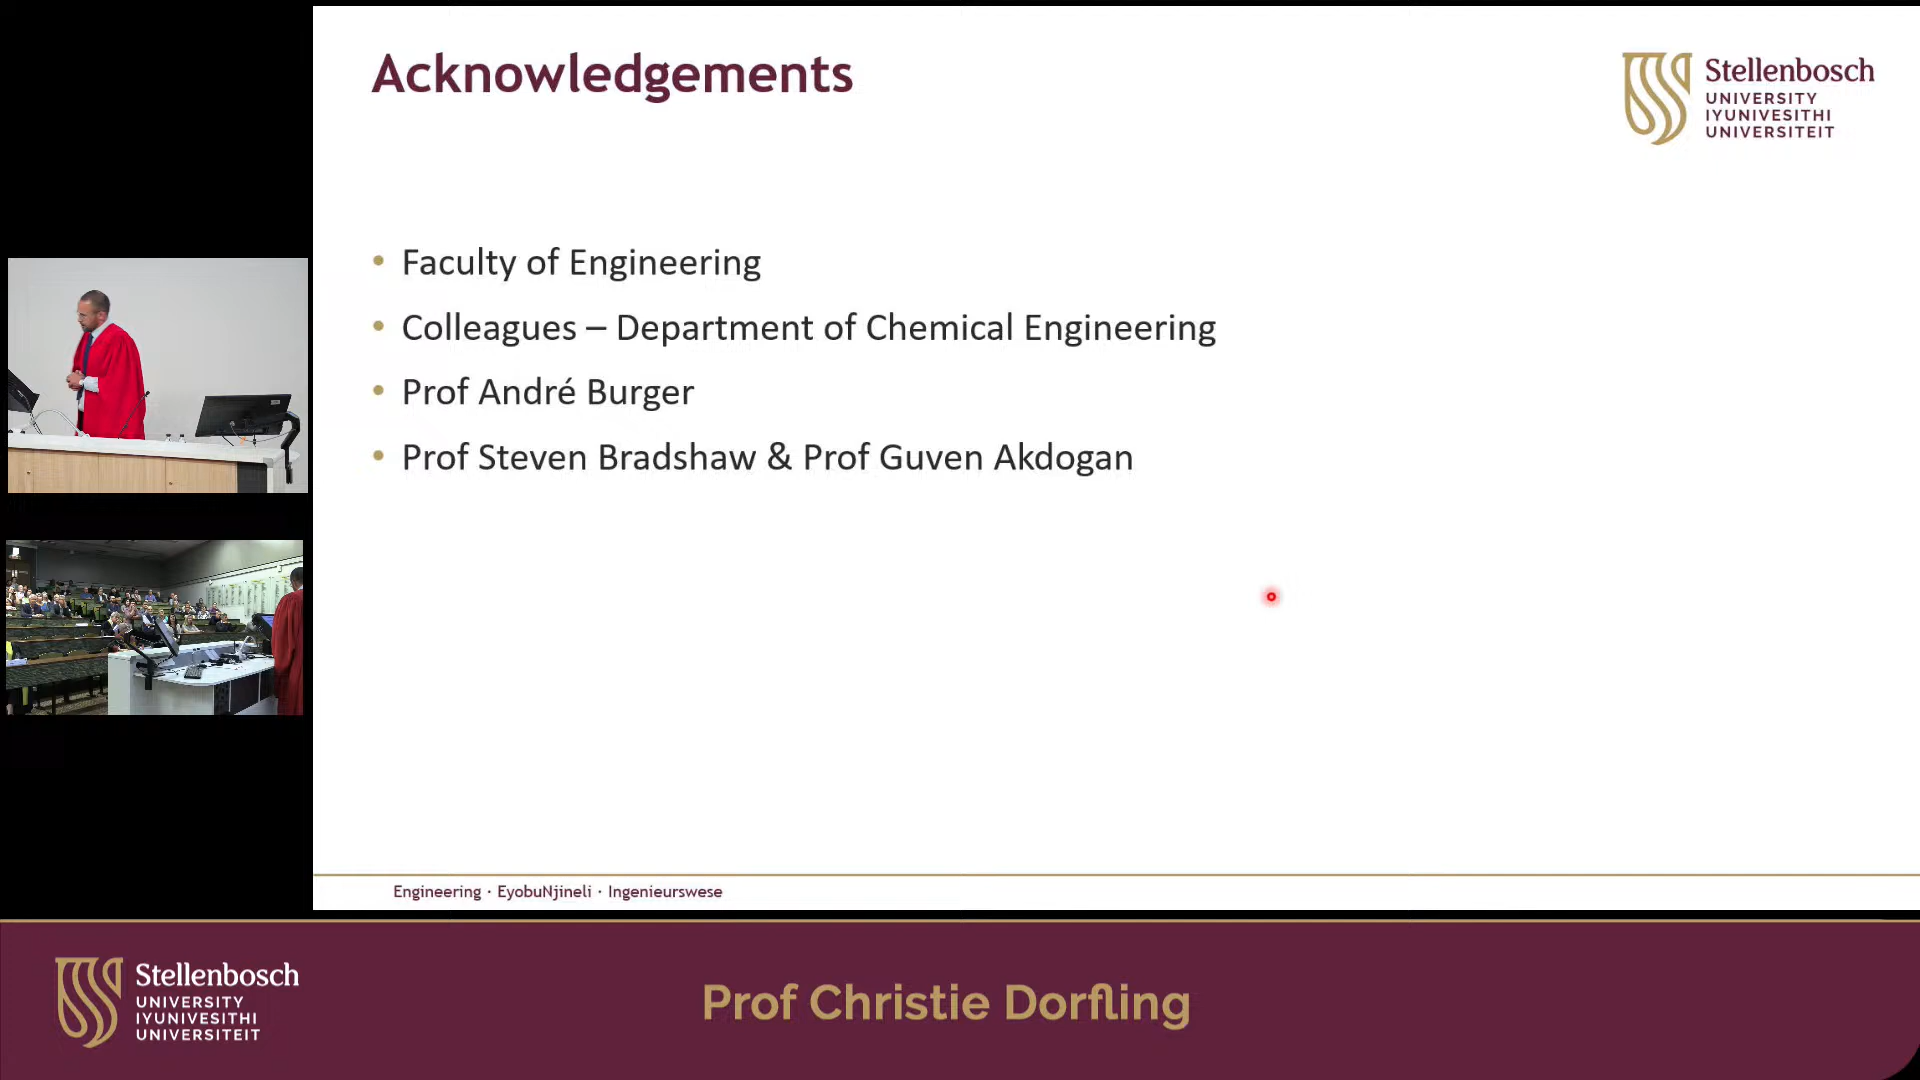 Acknowledgements
Stellenbosch
UNIVERSITY
IYUNIVESITHI
UNIVERSITEIT
• Faculty of Engineering
• Colleagues – Department of Chemical Engineering
• Prof André Burger
• Prof Steven Bradshaw & Prof Guven Akdogan
Engineering · EyobuNjineli · Ingenieurswese
Stellenbosch
UNIVERSITY
IYUNIVESITHI
UNIVERSITEIT
Prof Christie Dorfling